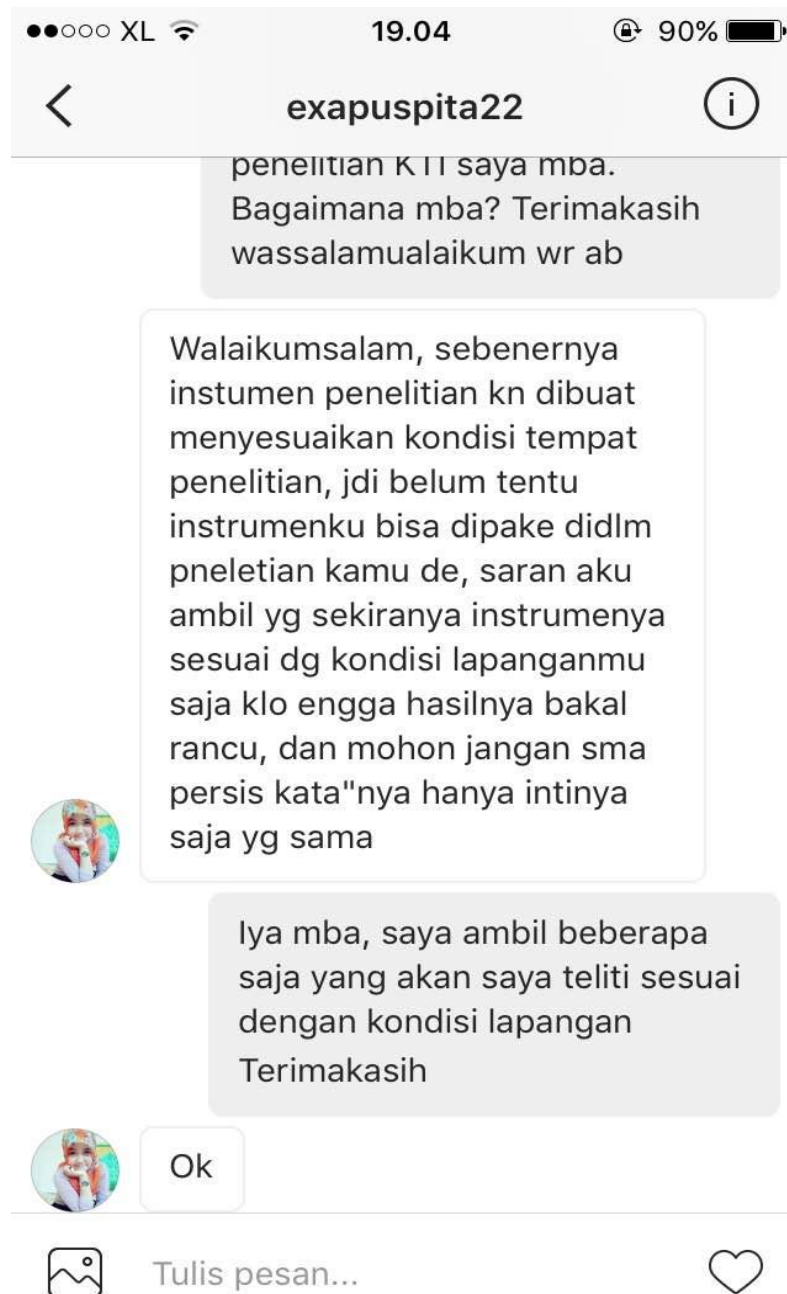 XL 19.04 90%
exapuspita22
penelitian KTI saya mba.
Bagaimana mba? Terimakasih
wassalamualaikum wr ab
Walaikumsalam, sebenernya
instumen penelitian kn dibuat
menyesuaikan kondisi tempat
penelitian, jdi belum tentu
instrumenku bisa dipake didlm
pneletian kamu de, saran aku
ambil yg sekiranya instrumenya
sesuai dg kondisi lapanganmu
saja klo engga hasilnya bakal
rancu, dan mohon jangan sma
persis kata"nya hanya intinya
saja yg sama
Iya mba, saya ambil beberapa
saja yang akan saya teliti sesuai
dengan kondisi lapangan
Terimakasih
Ok
Tulis pesan...